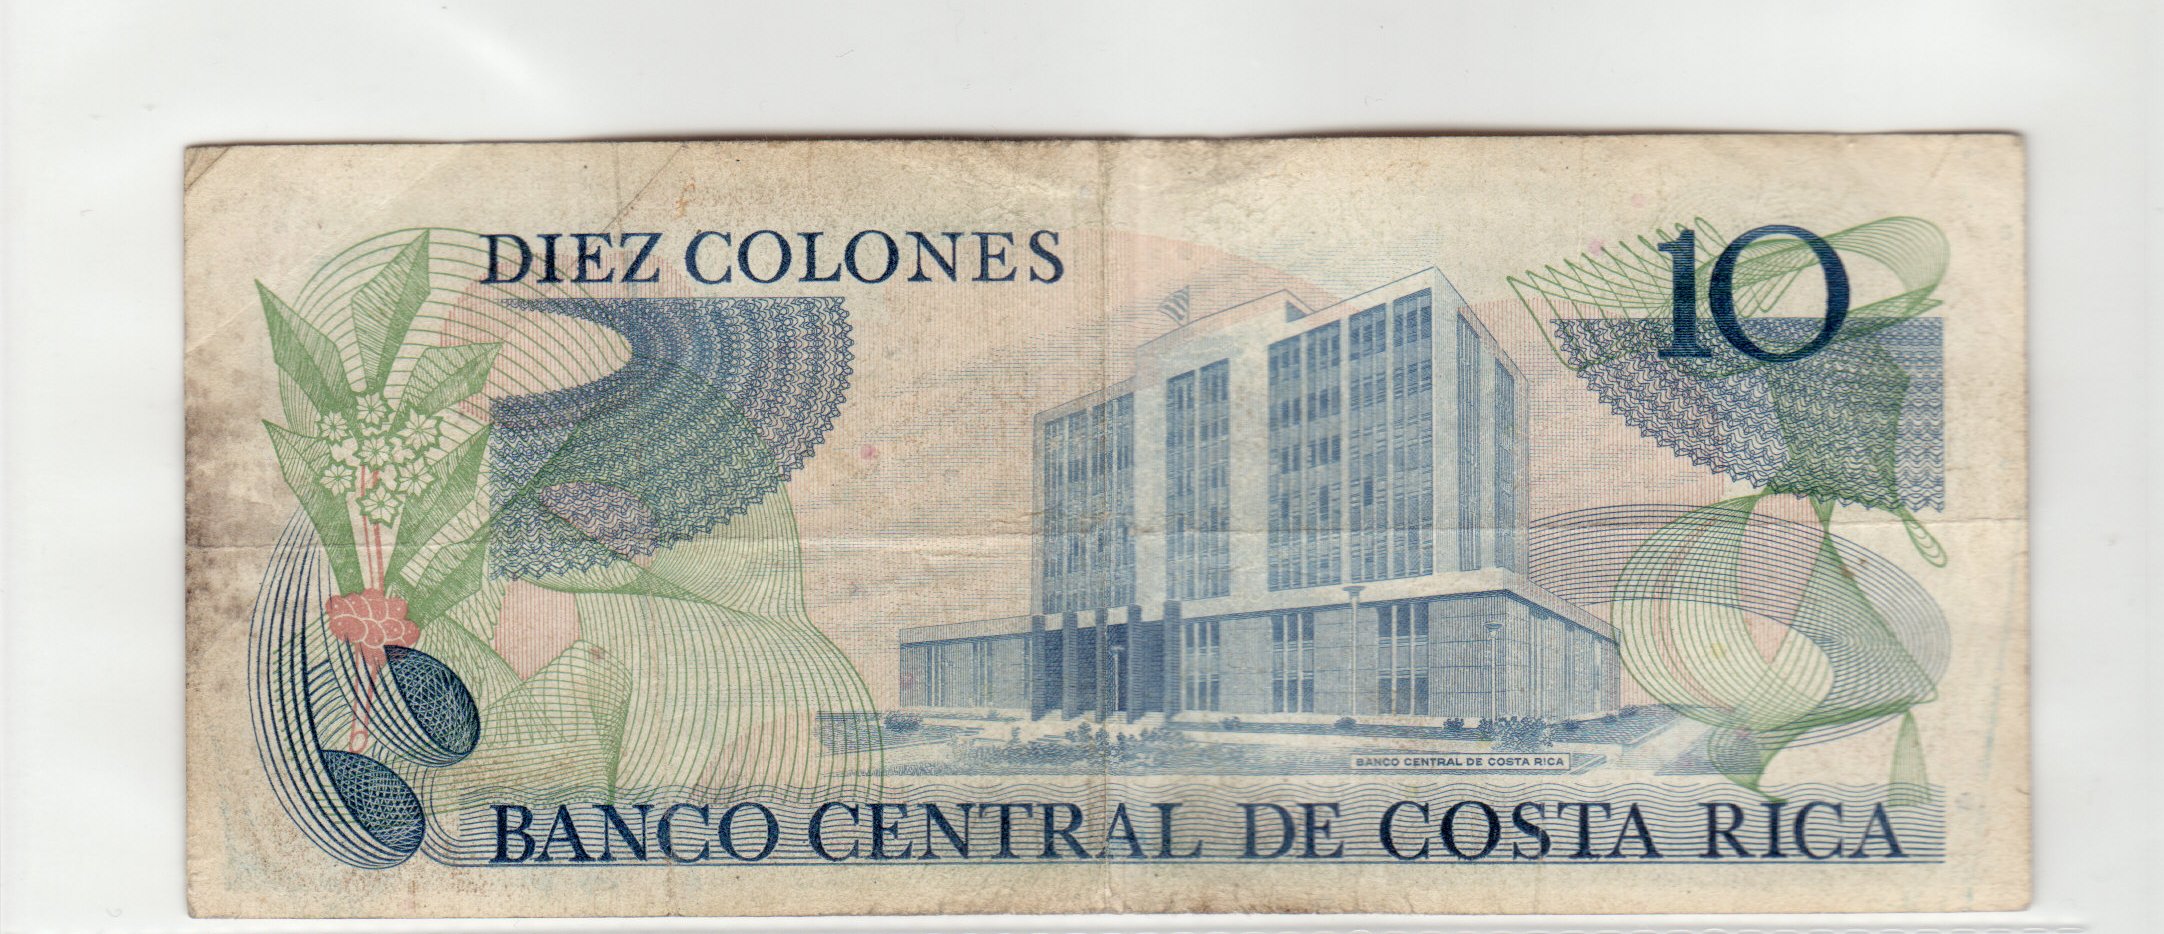 DIEZ COLONES
10
BANCO CENTRAL DE COSTA RICA
BANCO CENTRAL DE COSTA RICA